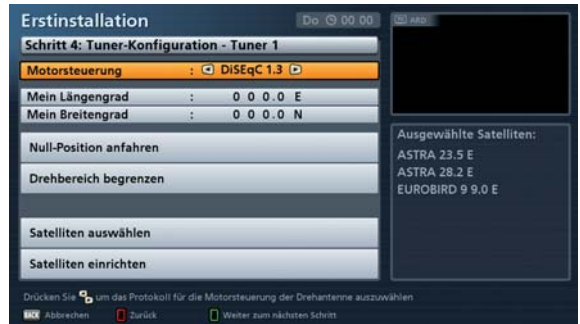 Erstinstallation
Do 00 00
ARD
Schritt 4: Tuner-Konfiguration - Tuner 1
Motorsteuerung : DiSEqC 1.3
Mein Längengrad : 0 0 0.0 E
Mein Breitengrad : 0 0 0.0 N
Null-Position anfahren
Drehbereich begrenzen
Satelliten auswählen
Satelliten einrichten
Ausgewählte Satelliten:
ASTRA 23.5 E
ASTRA 28.2 E
EUROBIRD 9 9.0 E
Drücken Sie um das Protokoll für die Motorsteuerung der Drehantenne auszuwählen
BACK Abbrechen Zurück Weiter zum nächsten Schritt